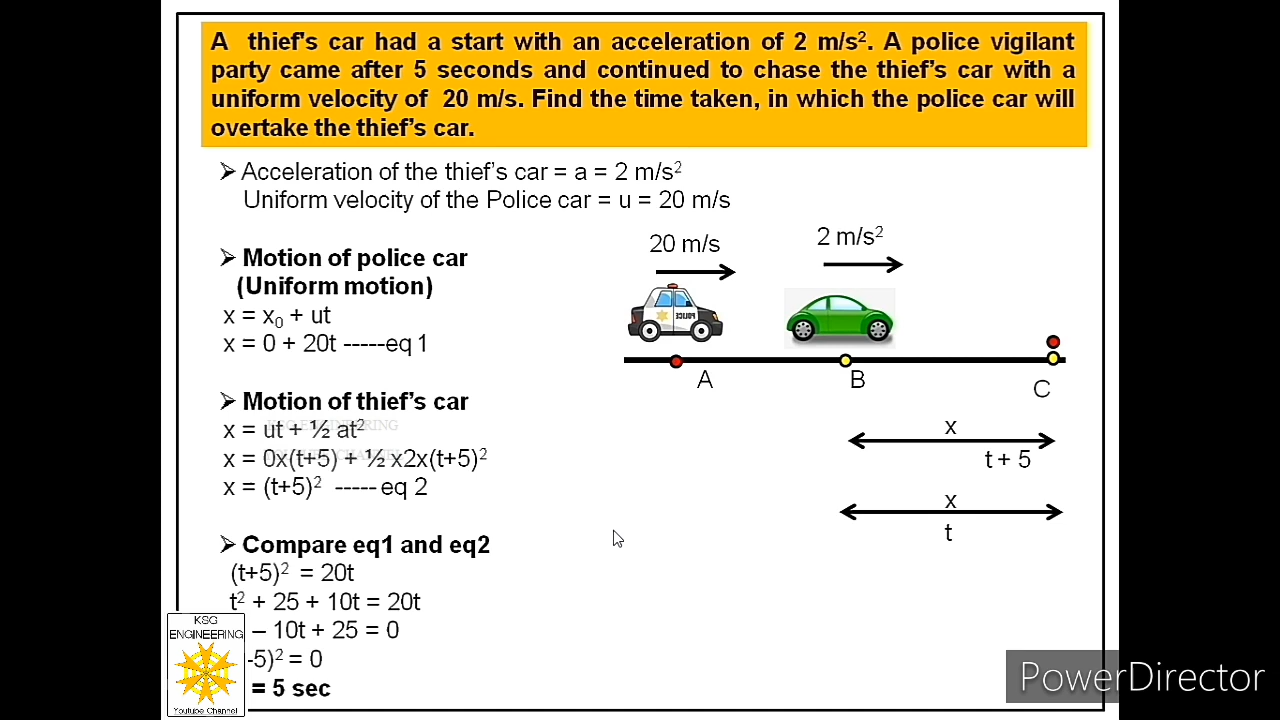 A thief's car had a start with an acceleration of 2 m/s². A police vigilant
party came after 5 seconds and continued to chase the thief's car with a
uniform velocity of 20 m/s. Find the time taken, in which the police car will
overtake the thief's car.
➢ Acceleration of the thief's car = a = 2 m/s²
Uniform velocity of the Police car = u = 20 m/s
➢ Motion of police car
(Uniform motion)
x = x₀ + ut
x = 0 + 20t -----eq 1
➢ Motion of thief's car
x = ut + ½ at²
x = 0x(t+5) + ½ x2x(t+5)²
x = (t+5)² ----- eq 2
➢ Compare eq1 and eq2
(t+5)² = 20t
t² + 25 + 10t = 20t
– 10t + 25 = 0
-5)² = 0
= 5 sec
20 m/s
2 m/s²
POLICE
A
B
C
x
t + 5
x
t
KSG
ENGINEERING
Youtube Channel
PowerDirector